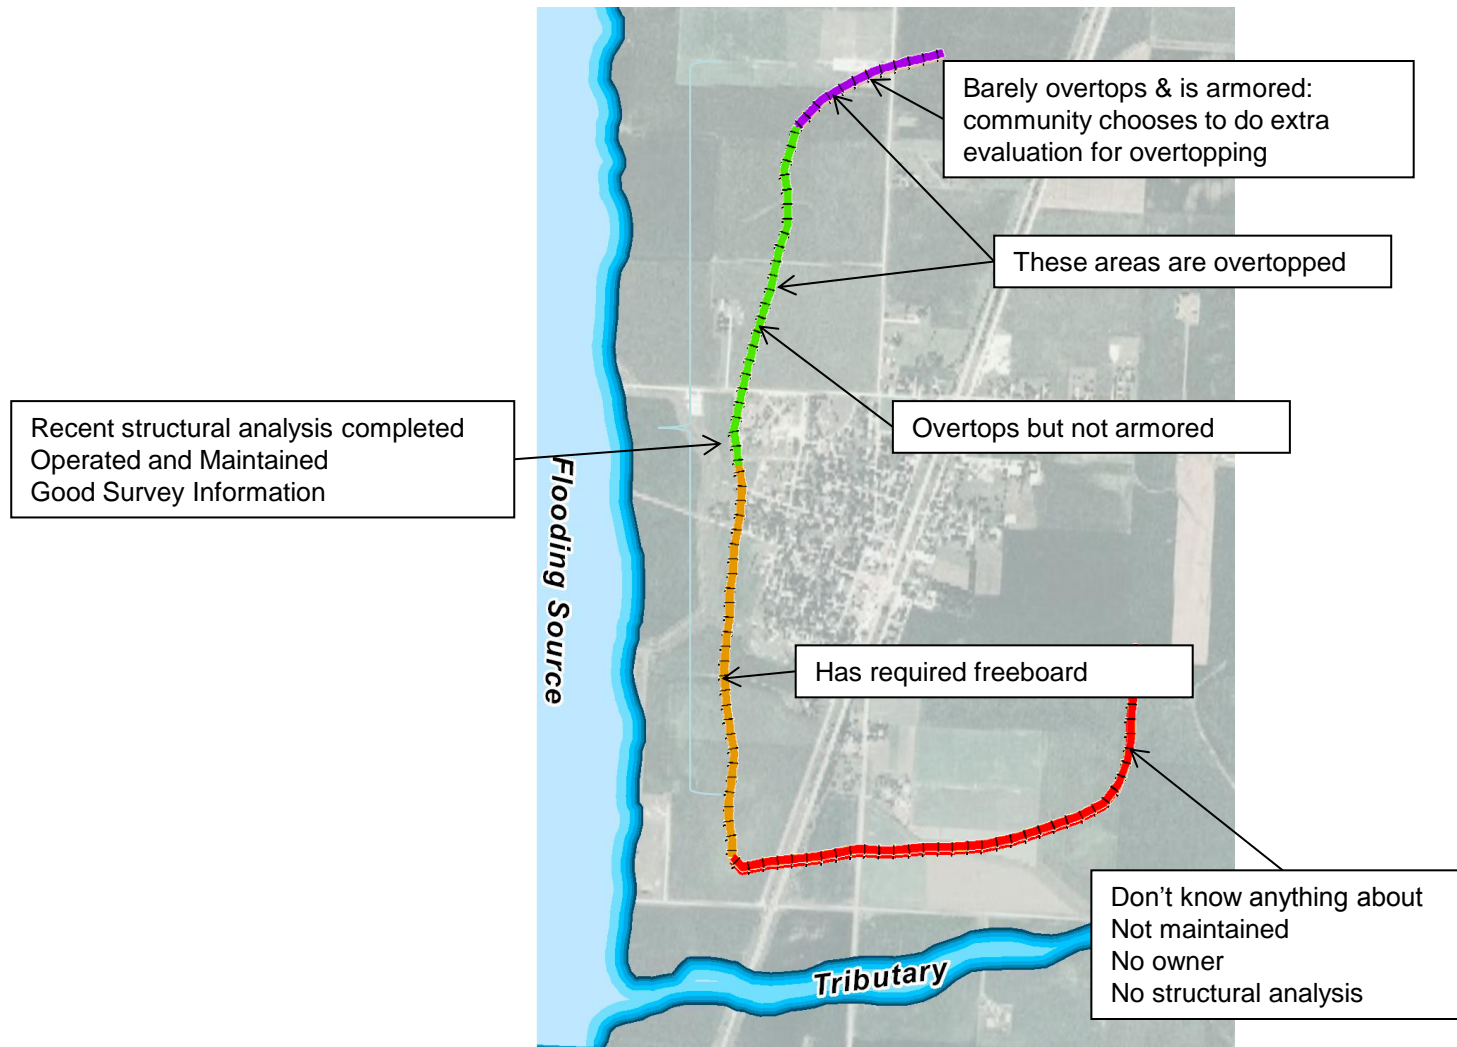 Barely overtops & is armored:
community chooses to do extra
evaluation for overtopping
These areas are overtopped
Overtops but not armored
Recent structural analysis completed
Operated and Maintained
Good Survey Information
Flooding Source
Has required freeboard
Don’t know anything about
Not maintained
No owner
No structural analysis
Tributary